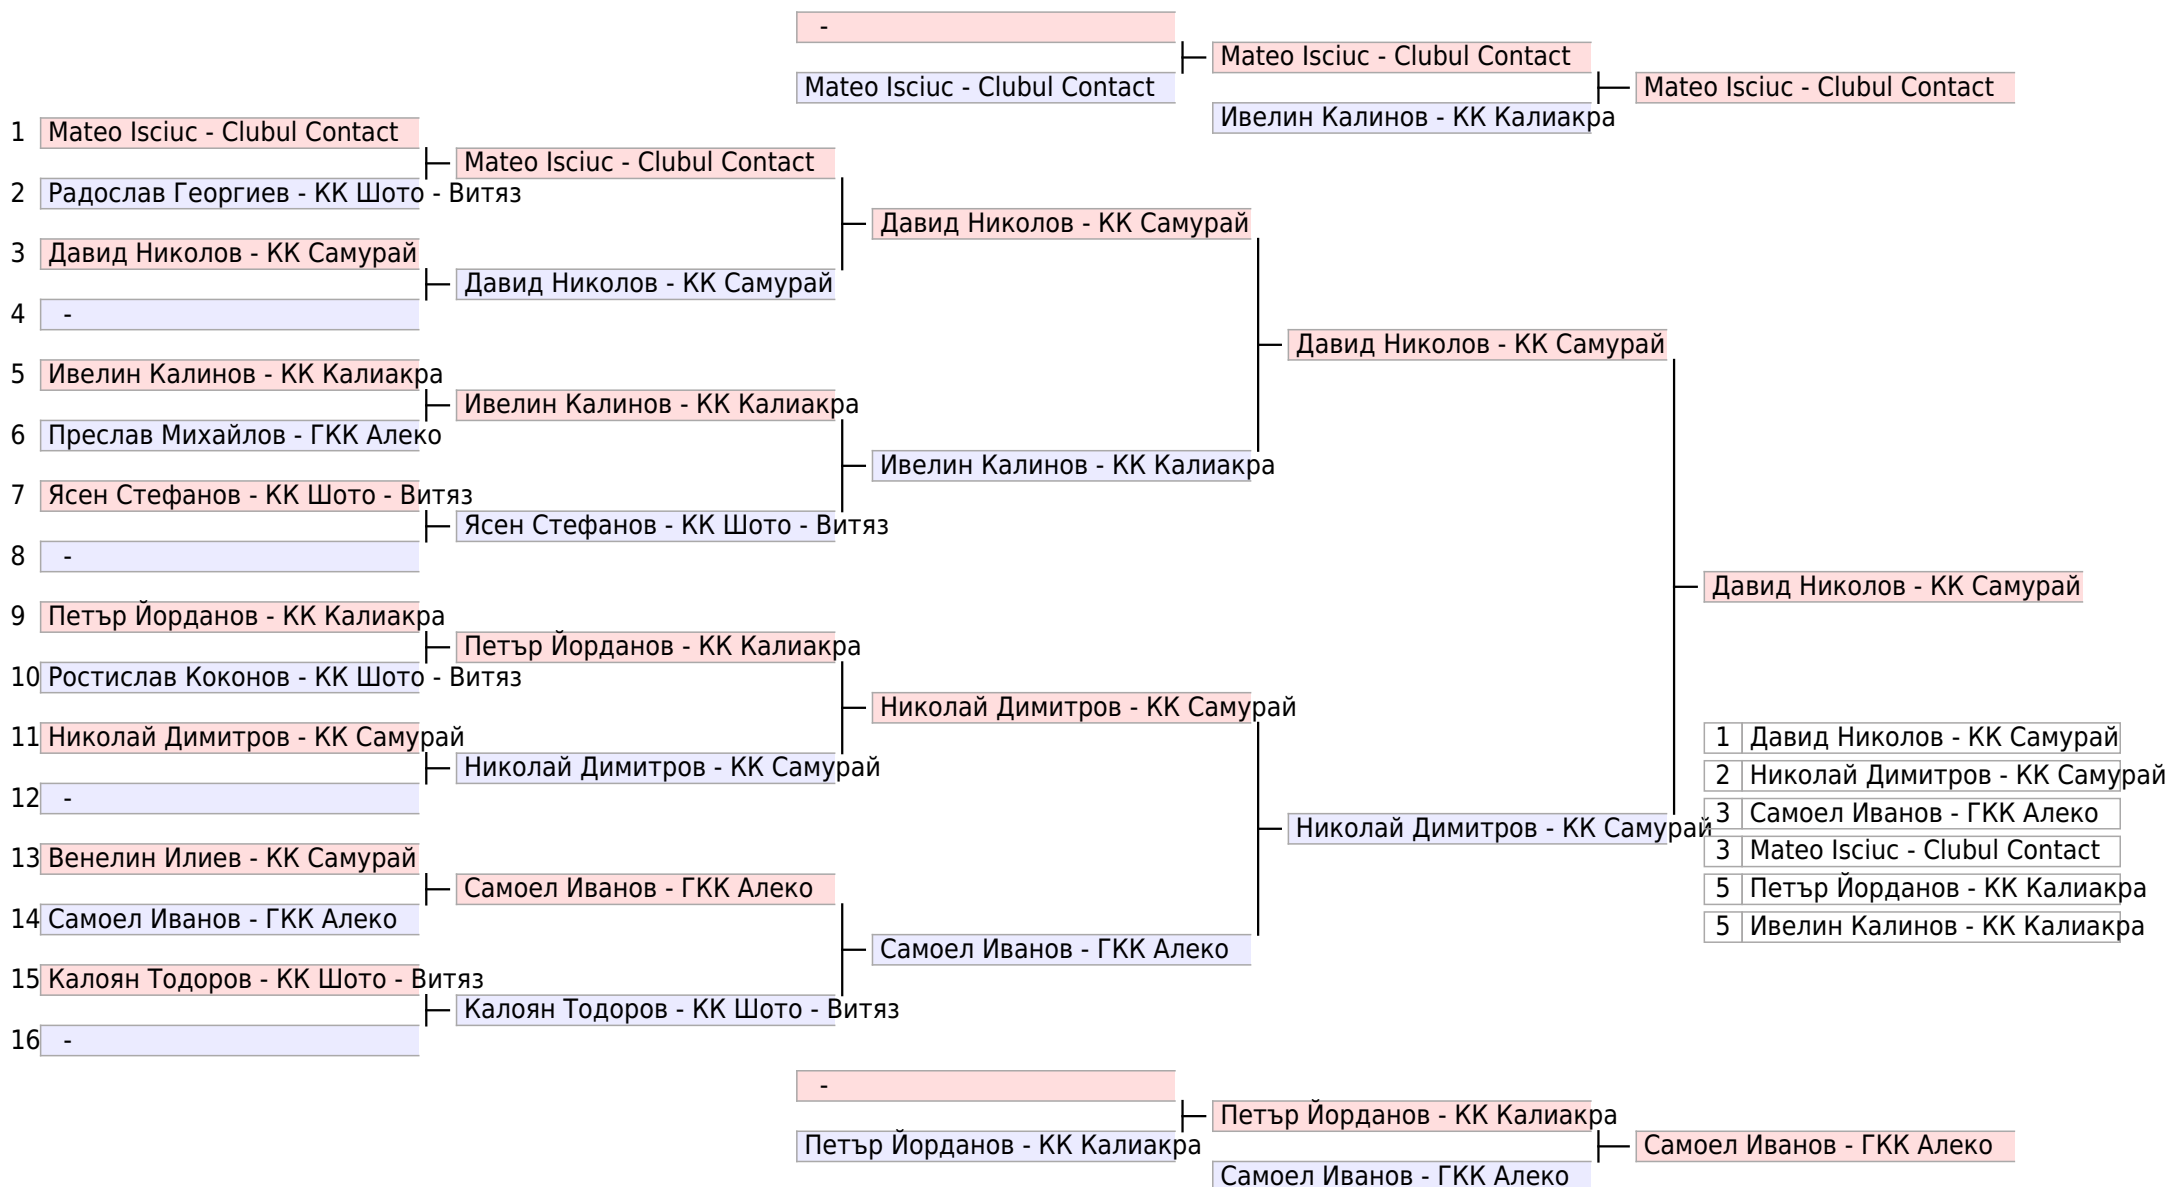 -
Mateo Isciuc - Clubul Contact
Mateo Isciuc - Clubul Contact
Mateo Isciuc - Clubul Contact
Ивелин Калинов - КК Калиакра
1 Mateo Isciuc - Clubul Contact
Mateo Isciuc - Clubul Contact
2 Радослав Георгиев - КК Шото - Витяз
Давид Николов - КК Самурай
3 Давид Николов - КК Самурай
Давид Николов - КК Самурай
4 -
Давид Николов - КК Самурай
5 Ивелин Калинов - КК Калиакра
Ивелин Калинов - КК Калиакра
6 Преслав Михайлов - ГКК Алеко
Ивелин Калинов - КК Калиакра
7 Ясен Стефанов - КК Шото - Витяз
Ясен Стефанов - КК Шото - Витяз
8 -
Давид Николов - КК Самурай
9 Петър Йорданов - КК Калиакра
Петър Йорданов - КК Калиакра
10 Ростислав Коконов - КК Шото - Витяз
Николай Димитров - КК Самурай
11 Николай Димитров - КК Самурай
Николай Димитров - КК Самурай
12 -
Николай Димитров - КК Самурай
13 Венелин Илиев - КК Самурай
Самоел Иванов - ГКК Алеко
14 Самоел Иванов - ГКК Алеко
Самоел Иванов - ГКК Алеко
15 Калоян Тодоров - КК Шото - Витяз
Калоян Тодоров - КК Шото - Витяз
16 -
1 Давид Николов - КК Самурай
2 Николай Димитров - КК Самурай
3 Самоел Иванов - ГКК Алеко
3 Mateo Isciuc - Clubul Contact
5 Петър Йорданов - КК Калиакра
5 Ивелин Калинов - КК Калиакра
-
Петър Йорданов - КК Калиакра
Петър Йорданов - КК Калиакра
Самоел Иванов - ГКК Алеко
Самоел Иванов - ГКК Алеко